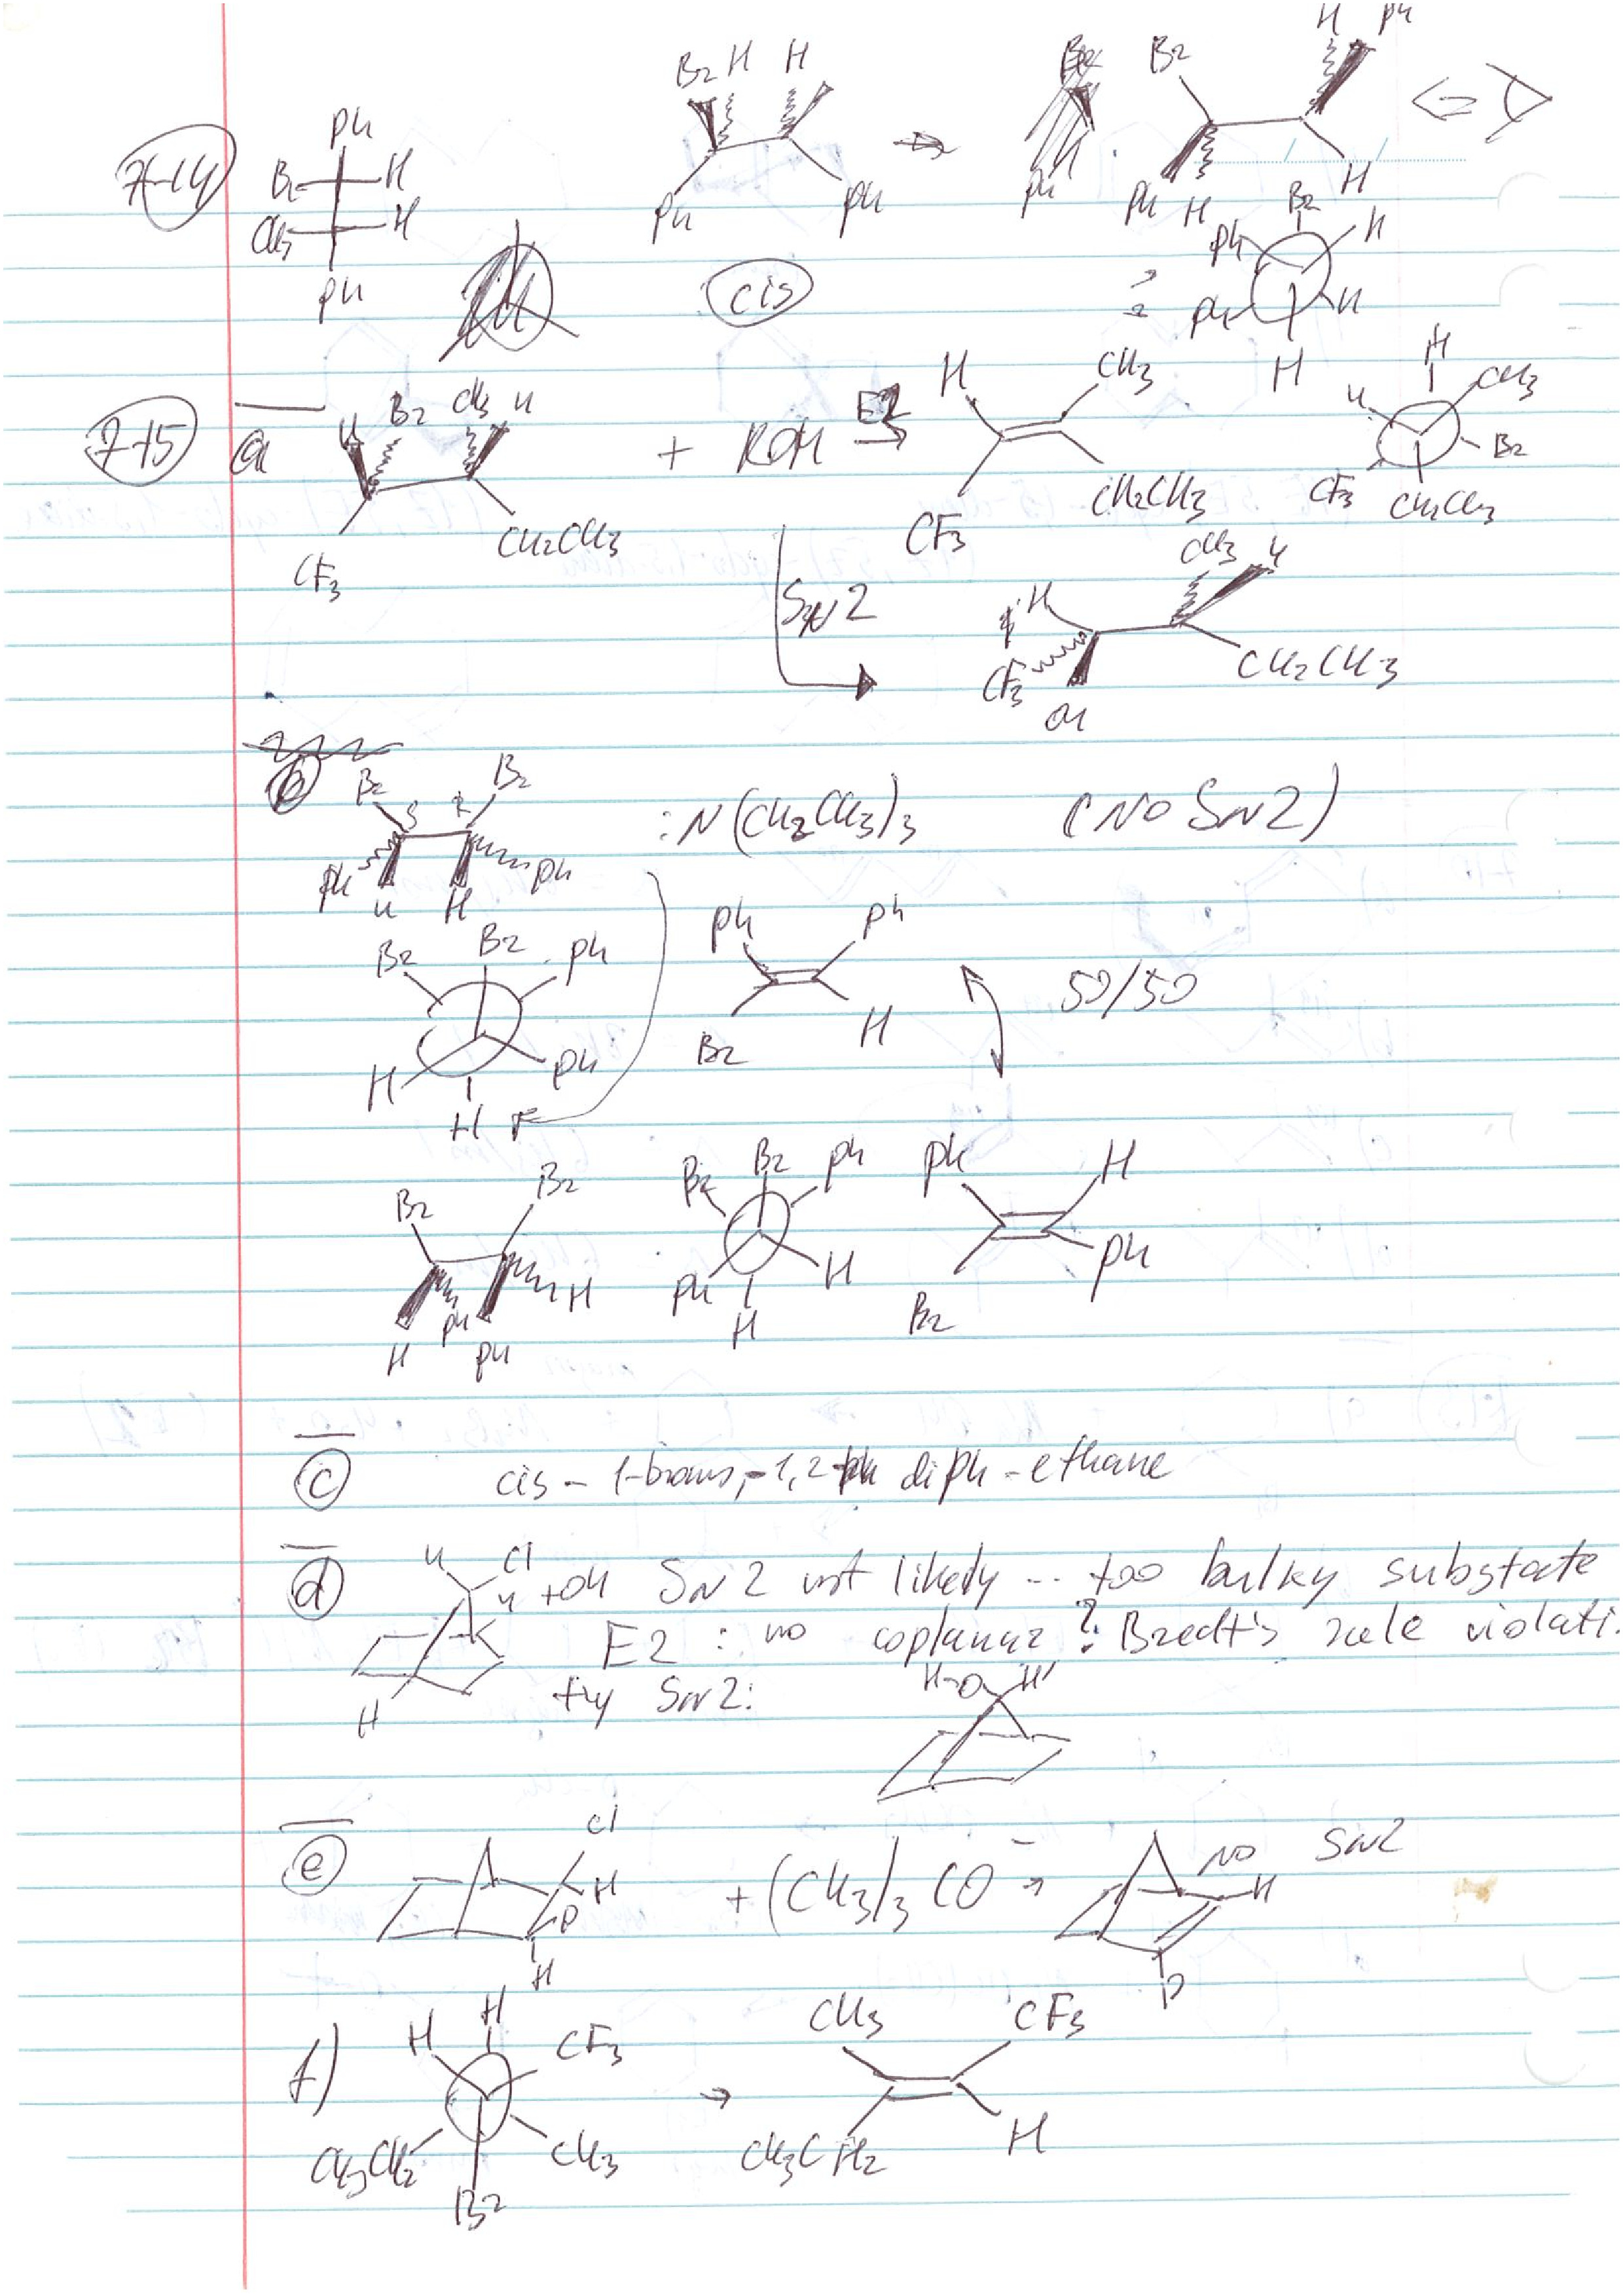 Ph
Br H
CH3 H
Ph
7-14
Br H H
Ph Ph
cis
Br H Ph
Ph H H
Br
Ph H
Ph H
H
7-15 a H Br CH3 H
CF3 CH2CH3
+ KOH E2
H CH3
CF3 CH2CH3
H
H CH3
Br
CF3 CH2CH3
SN2
H CH3 H
CF3 OH CH2CH3
b Br S R Br
Ph H H Ph
:N(CH2CH3)3 (NO SN2)
Br Br Ph
H H Ph
Ph Ph
Br H
50/50
Br Br
H Ph Ph H
Br Br Ph
Ph H H
Ph H
Br Ph
c cis-1-bromo-1,2-diph-ethane
d H Cl
H + OH SN2 not likely .. too bulky substrate
H E2 : no coplanar ? Bredt's rule violati.
try SN2:
H-O H
e Cl
H
D
H
+ (CH3)3 CO - →
NO SN2
H
D
f) H H CF3
CH3CH2 CH3
Br
→
CH3 CF3
CH3CH2 H